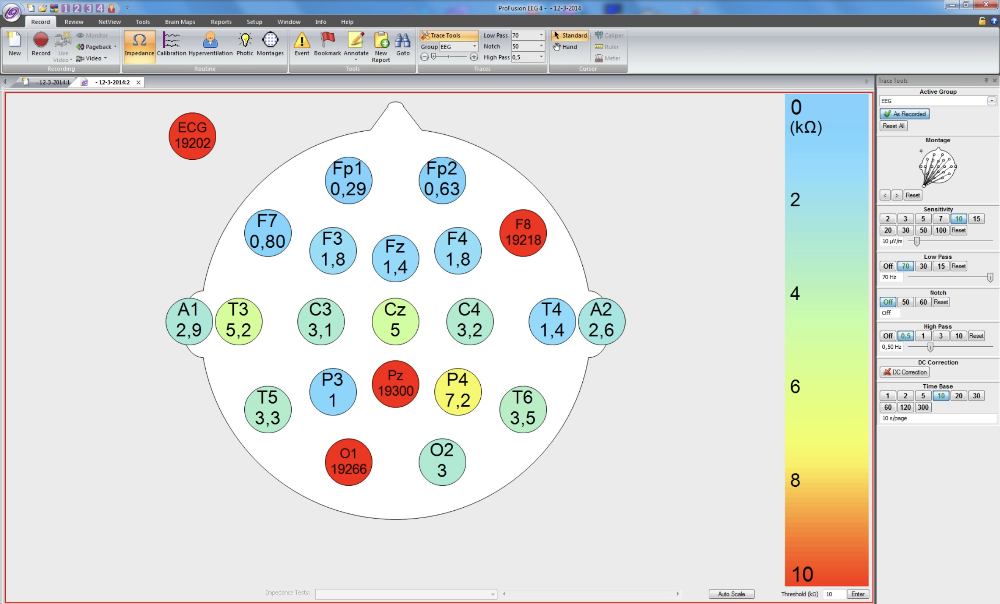 ProFusion EEG 4 - - 12-3-2014
1 2 3 4
Record Review NetView Tools Brain Maps Reports Setup Window Info Help
New
Record
Live
Video
Monitor
Pageback
Video
Recording
Impedance Calibration Hyperventilation Photic Montages
Routine
Event Bookmark Annotate New
Report Goto
Tools
Trace Tools
Group EEG
Low Pass 70
Notch 50
High Pass 0,5
Traces
Standard
Hand
Caliper
Ruler
Meter
Cursor
- 12-3-2014:1
- 12-3-2014:2
ECG
19202
Fp1
0,29
Fp2
0,63
F7
0,80
F3
1,8
Fz
1,4
F4
1,8
F8
19218
A1
2,9
T3
5,2
C3
3,1
Cz
5
C4
3,2
T4
1,4
A2
2,6
T5
3,3
P3
1
Pz
19300
P4
7,2
T6
3,5
O1
19266
O2
3
0
(kΩ)
2
4
6
8
10
Impedance Tests:
Auto Scale
Threshold (kΩ) 10 Enter
Trace Tools
Active Group
EEG
As Recorded
Reset All
Montage
< > Reset
Sensitivity
2 3 5 7 10 15
20 30 50 100 Reset
10 µV/m
Low Pass
Off 70 30 15 Reset
70 Hz
Notch
Off 50 60 Reset
Off
High Pass
Off 0,5 1 3 10 Reset
0,50 Hz
DC Correction
DC Correction
Time Base
1 2 5 10 20 30
60 120 300
10 s/page